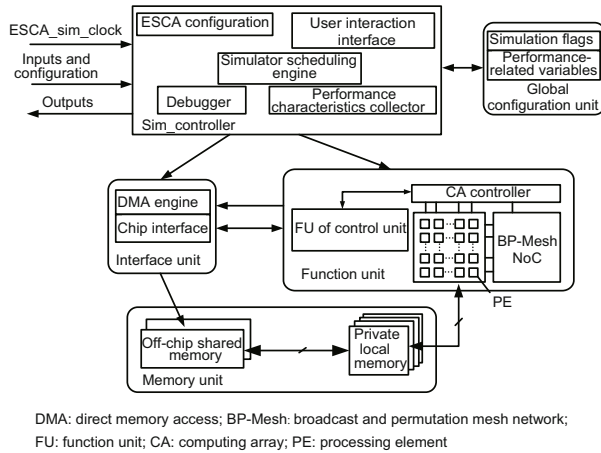 ESCA_sim_clock
Inputs and
configuration
Outputs
ESCA configuration
User interaction
interface
Simulator scheduling
engine
Debugger
Performance
characteristics collector
Sim_controller
Simulation flags
Performance-
related variables
Global
configuration unit
DMA engine
Chip interface
Interface unit
CA controller
FU of control unit
BP-Mesh
NoC
Function unit
PE
Off-chip shared
memory
Private
local
memory
Memory unit
DMA: direct memory access; BP-Mesh: broadcast and permutation mesh network;
FU: function unit; CA: computing array; PE: processing element